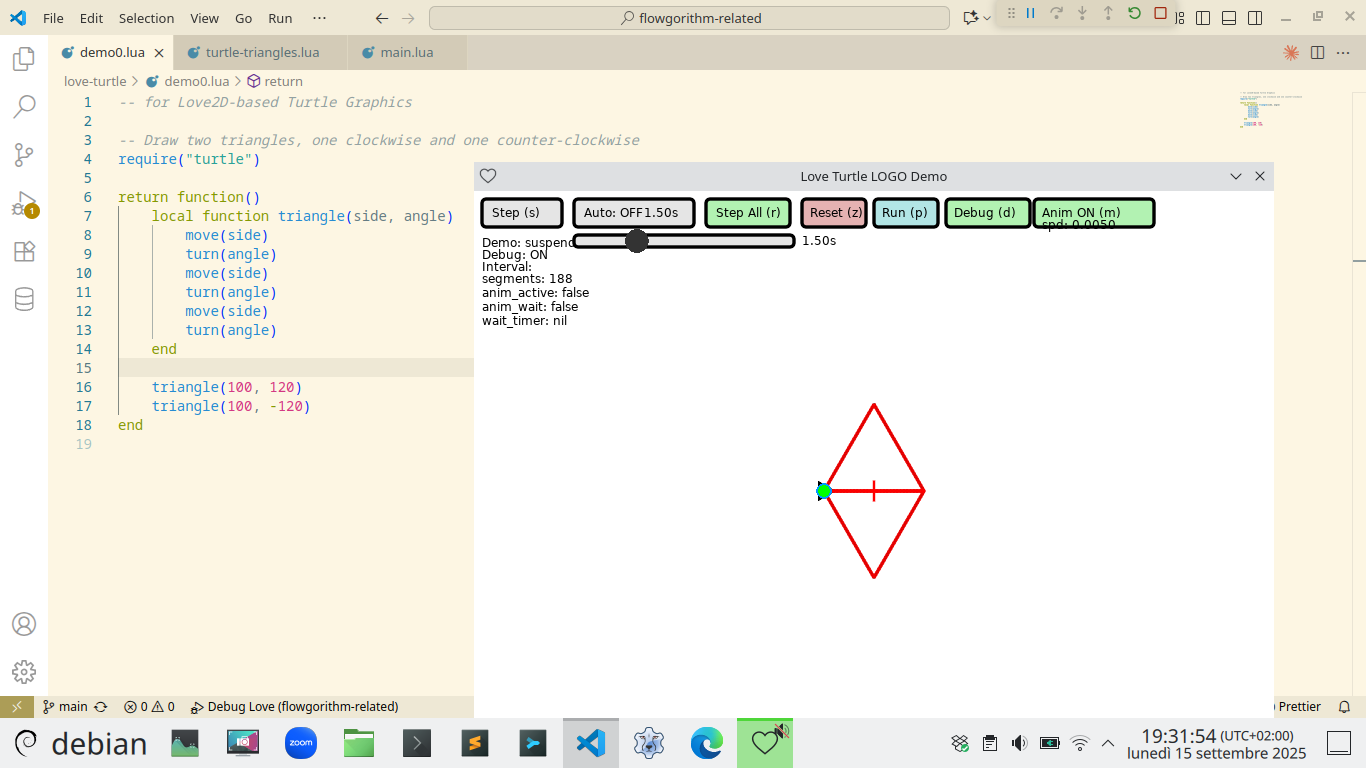 File Edit Selection View Go Run ··· flowgorithm-related
demo0.lua turtle-triangles.lua main.lua
love-turtle > demo0.lua > return
1 -- for Love2D-based Turtle Graphics
2
3 -- Draw two triangles, one clockwise and one counter-clockwise
4 require("turtle")
5
6 return function()
7 local function triangle(side, angle)
8 move(side)
9 turn(angle)
10 move(side)
11 turn(angle)
12 move(side)
13 turn(angle)
14 end
15
16 triangle(100, 120)
17 triangle(100, -120)
18 end
19
1
Love Turtle LOGO Demo
Step (s) Auto: OFF1.50s Step All (r) Reset (z) Run (p) Debug (d) Anim ON (m)
spd: 0.0050
Demo: suspend 1.50s
Debug: ON
Interval:
segments: 188
anim_active: false
anim_wait: false
wait_timer: nil
main 0 0 Debug Love (flowgorithm-related) Prettier
debian zoom 19:31:54 (UTC+02:00)
lunedì 15 settembre 2025